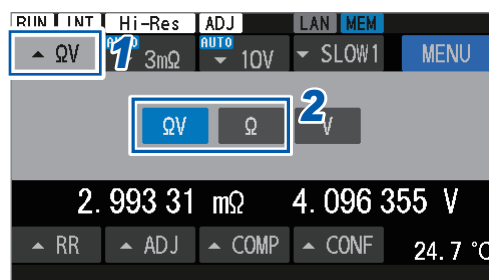 RUN INT Hi-Res ADJ LAN MEM
▲ ΩV 1 AUTO ▼ 3mΩ AUTO ▼ 10V ▼ SLOW1 MENU
ΩV Ω 2 V
2.993 31 mΩ 4.096 355 V
▲ RR ▲ ADJ ▲ COMP ▲ CONF 24.7 °C